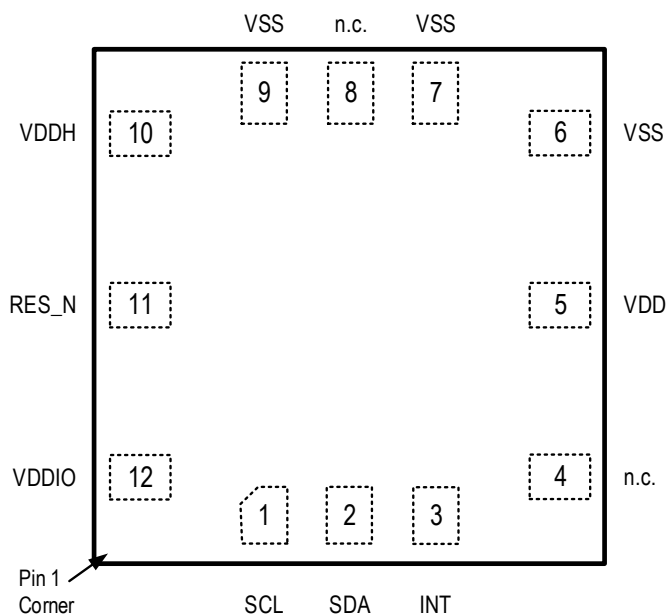 VSS n.c. VSS
9 8 7
VDDH 10 6 VSS
RES_N 11 5 VDD
VDDIO 12 4 n.c.
1 2 3
Pin 1
Corner
SCL SDA INT